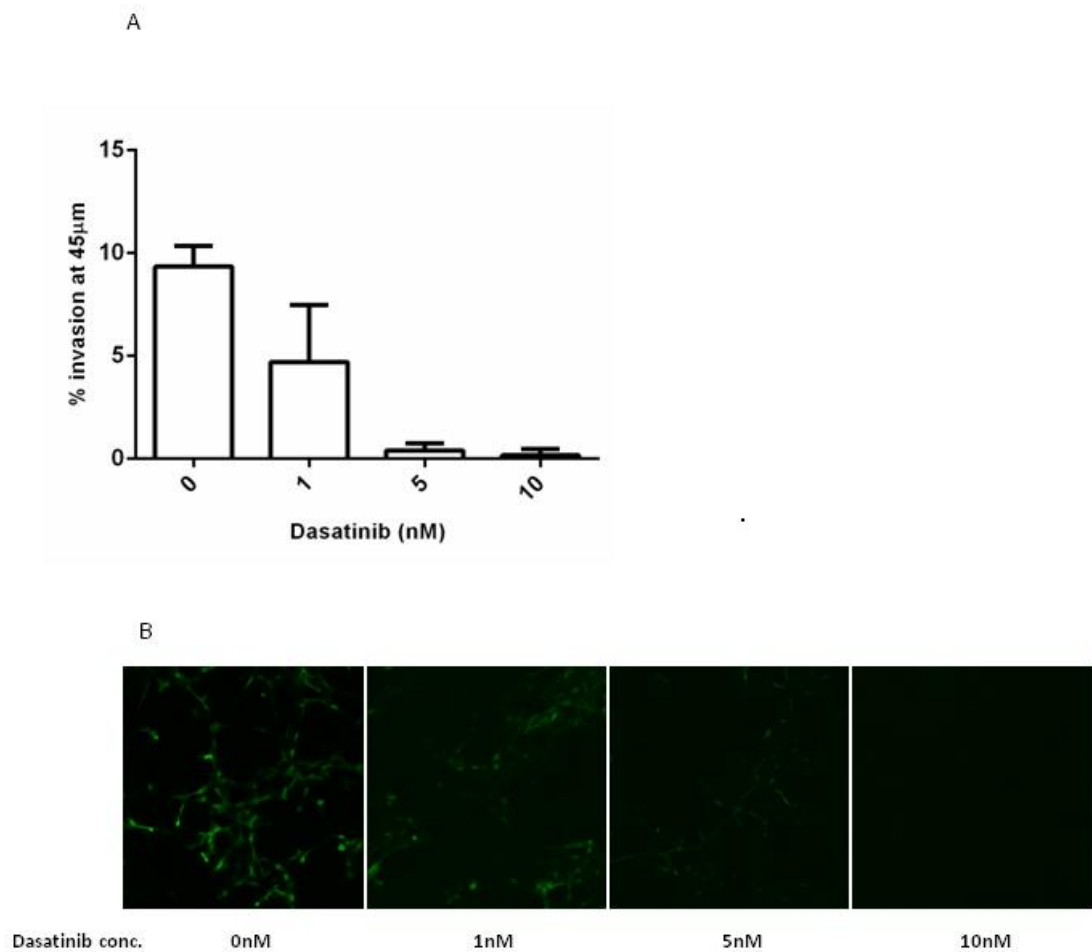 A
15
10
5
0
% invasion at 45µm
0 1 5 10
Dasatinib (nM)
.
B
Dasatinib conc. 0nM 1nM 5nM 10nM